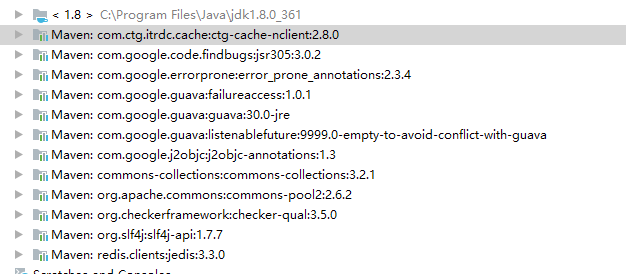 < 1.8 > C:\Program Files\Java\jdk1.8.0_361
Maven: com.ctg.itrdc.cache:ctg-cache-nclient:2.8.0
Maven: com.google.code.findbugs:jsr305:3.0.2
Maven: com.google.errorprone:error_prone_annotations:2.3.4
Maven: com.google.guava:failureaccess:1.0.1
Maven: com.google.guava:guava:30.0-jre
Maven: com.google.guava:listenablefuture:9999.0-empty-to-avoid-conflict-with-guava
Maven: com.google.j2objc:j2objc-annotations:1.3
Maven: commons-collections:commons-collections:3.2.1
Maven: org.apache.commons:commons-pool2:2.6.2
Maven: org.checkerframework:checker-qual:3.5.0
Maven: org.slf4j:slf4j-api:1.7.7
Maven: redis.clients:jedis:3.3.0
Scratches and Consoles